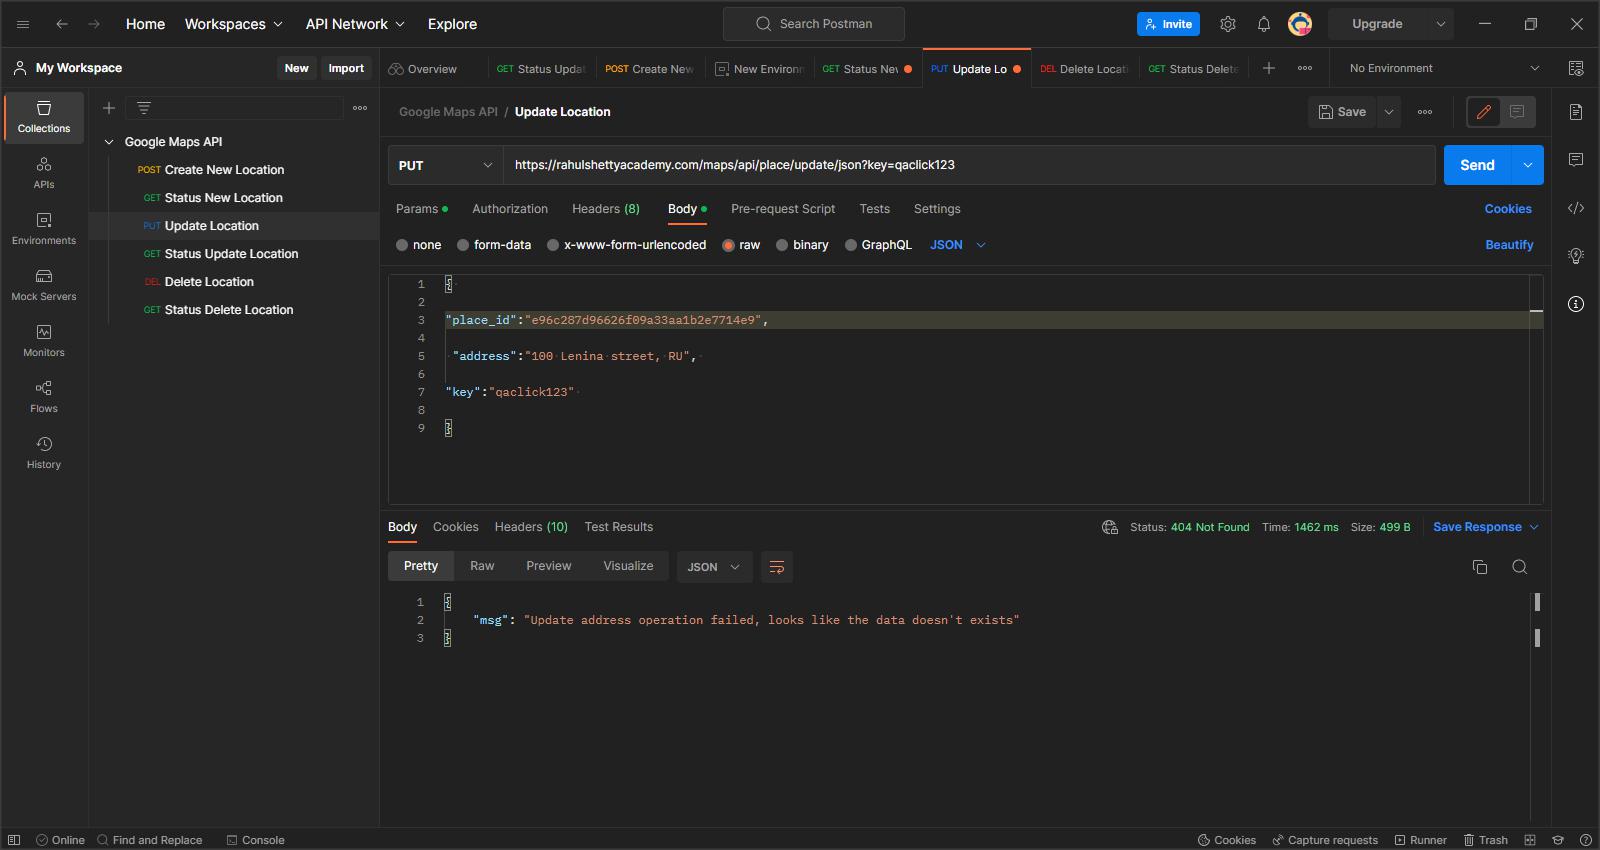 Home
Workspaces
API Network
Explore
Search Postman
Invite
Upgrade
My Workspace
New
Import
Overview
GET Status Updat
POST Create New
New Environm
GET Status New
PUT Update Lo
DEL Delete Locati
GET Status Delete
No Environment
Collections
APIs
Environments
Mock Servers
Monitors
Flows
History
Google Maps API
POST Create New Location
GET Status New Location
PUT Update Location
GET Status Update Location
DEL Delete Location
GET Status Delete Location
Google Maps API / Update Location
Save
PUT
https://rahulshettyacademy.com/maps/api/place/update/json?key=qaclick123
Send
Params
Authorization
Headers (8)
Body
Pre-request Script
Tests
Settings
Cookies
none
form-data
x-www-form-urlencoded
raw
binary
GraphQL
JSON
Beautify
1 {
2
3 "place_id":"e96c287d96626f09a33aa1b2e7714e9",
4
5 "address":"100 Lenina street, RU",
6
7 "key":"qaclick123"
8
9 }
Body
Cookies
Headers (10)
Test Results
Status: 404 Not Found
Time: 1462 ms
Size: 499 B
Save Response
Pretty
Raw
Preview
Visualize
JSON
1 {
2 "msg": "Update address operation failed, looks like the data doesn't exists"
3 }
Online
Find and Replace
Console
Cookies
Capture requests
Runner
Trash